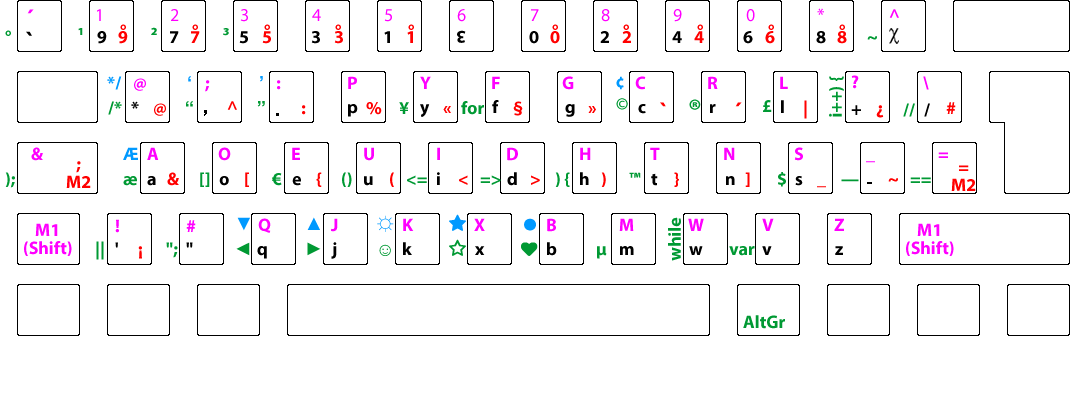 ´ 1 2 3 4 5 6 7 8 9 0 * ^
° ` ¹ 9 9̊ ² 7 7̊ ³ 5 5̊ 3 3̊ 1 1̊ ε 0 0̊ 2 2̊ 4 4̊ 6 6̊ 8 8̊ ~ χ
*/ @ ‘ ; ’ : P Y F G ¢ C R L i++) { ? \
/* * @ “ , ^ ” . : p % ¥ y « for f § g » © c ` ® r ´ £ l | + ¿ // / #
& Æ A O E U I D H T N S _ =
); ; M2 æ a & [] o [ € e { () u ( <= i < => d > ) { h ) ™ t } n ] $ s _ — - ~ == = M2
M1 ! # ▼ Q ▲ J ☼ K ★ X ● B M while W V Z M1
(Shift) || ' ¡ "; " ◀ q ▶ j ☺ k ☆ x ♥ b µ m w var v z (Shift)
AltGr